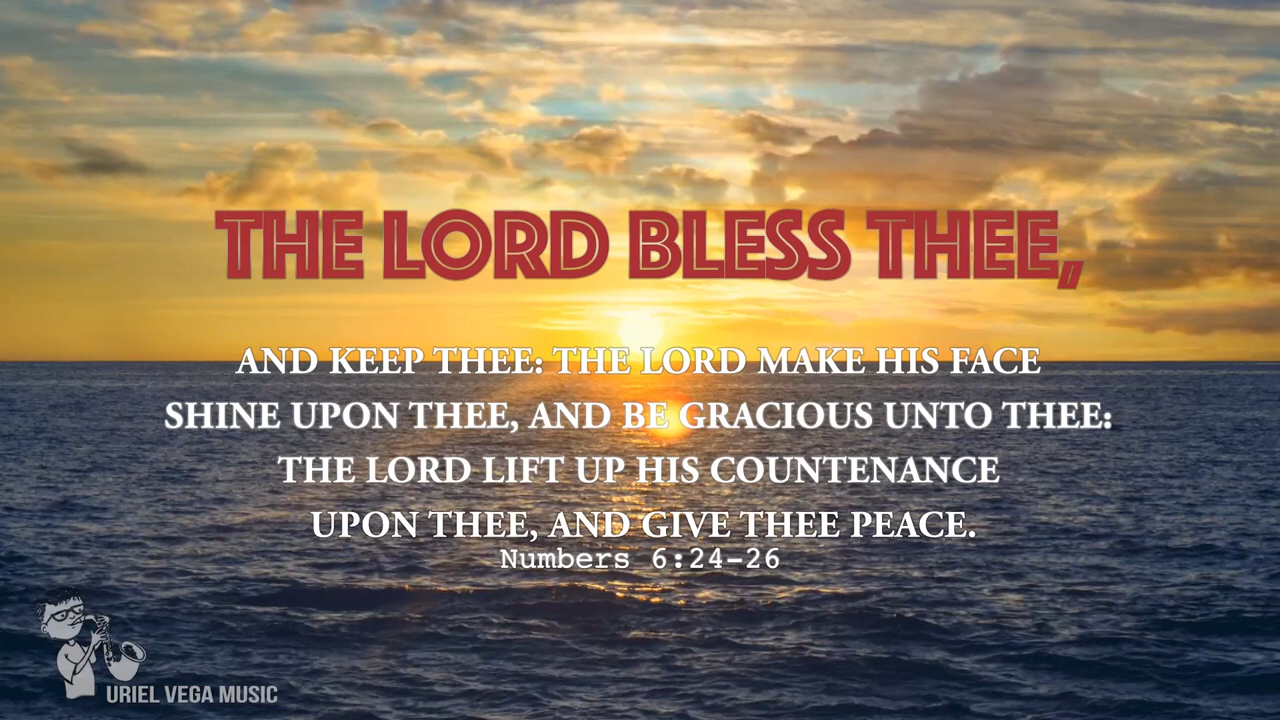 THE LORD BLESS THEE,
AND KEEP THEE: THE LORD MAKE HIS FACE
SHINE UPON THEE, AND BE GRACIOUS UNTO THEE:
THE LORD LIFT UP HIS COUNTENANCE
UPON THEE, AND GIVE THEE PEACE.
Numbers 6:24-26
URIEL VEGA MUSIC